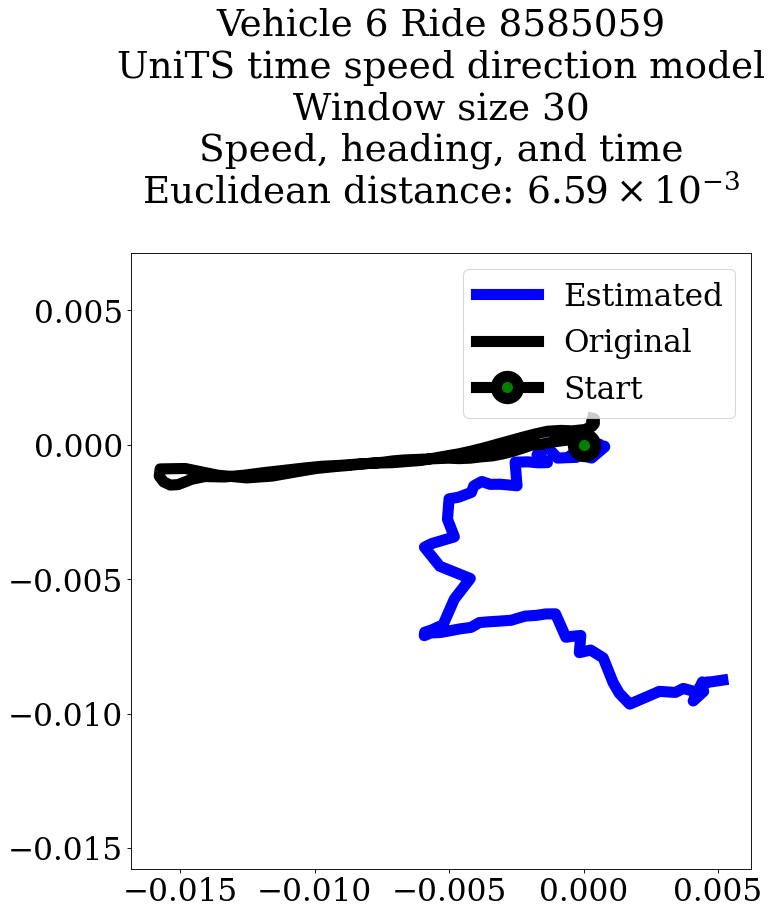 Vehicle 6 Ride 8585059
UniTS time speed direction model
Window size 30
Speed, heading, and time
Euclidean distance: 6.59 × 10⁻³
Estimated
Original
Start
0.005
0.000
−0.005
−0.010
−0.015
−0.015 −0.010 −0.005 0.000 0.005